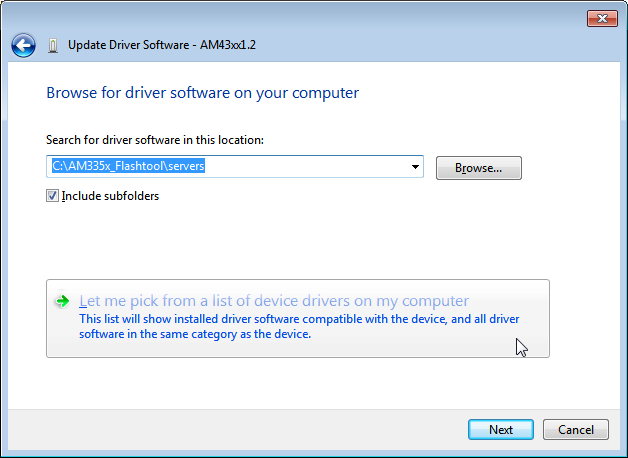 Update Driver Software - AM43xx1.2
Browse for driver software on your computer
Search for driver software in this location:
C:\AM335x_Flashtool\servers
Browse...
Include subfolders
Let me pick from a list of device drivers on my computer
This list will show installed driver software compatible with the device, and all driver
software in the same category as the device.
Next
Cancel